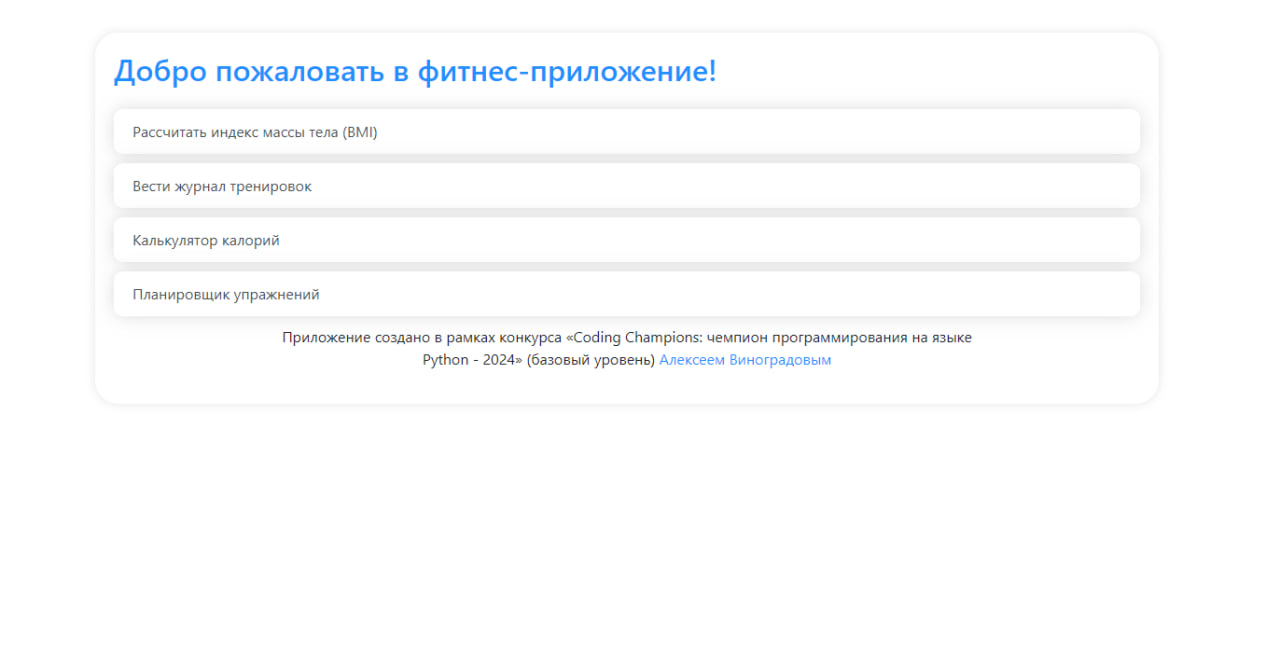 Добро пожаловать в фитнес-приложение!
Рассчитать индекс массы тела (BMI)
Вести журнал тренировок
Калькулятор калорий
Планировщик упражнений
Приложение создано в рамках конкурса «Coding Champions: чемпион программирования на языке
Python - 2024» (базовый уровень) Алексеем Виноградовым